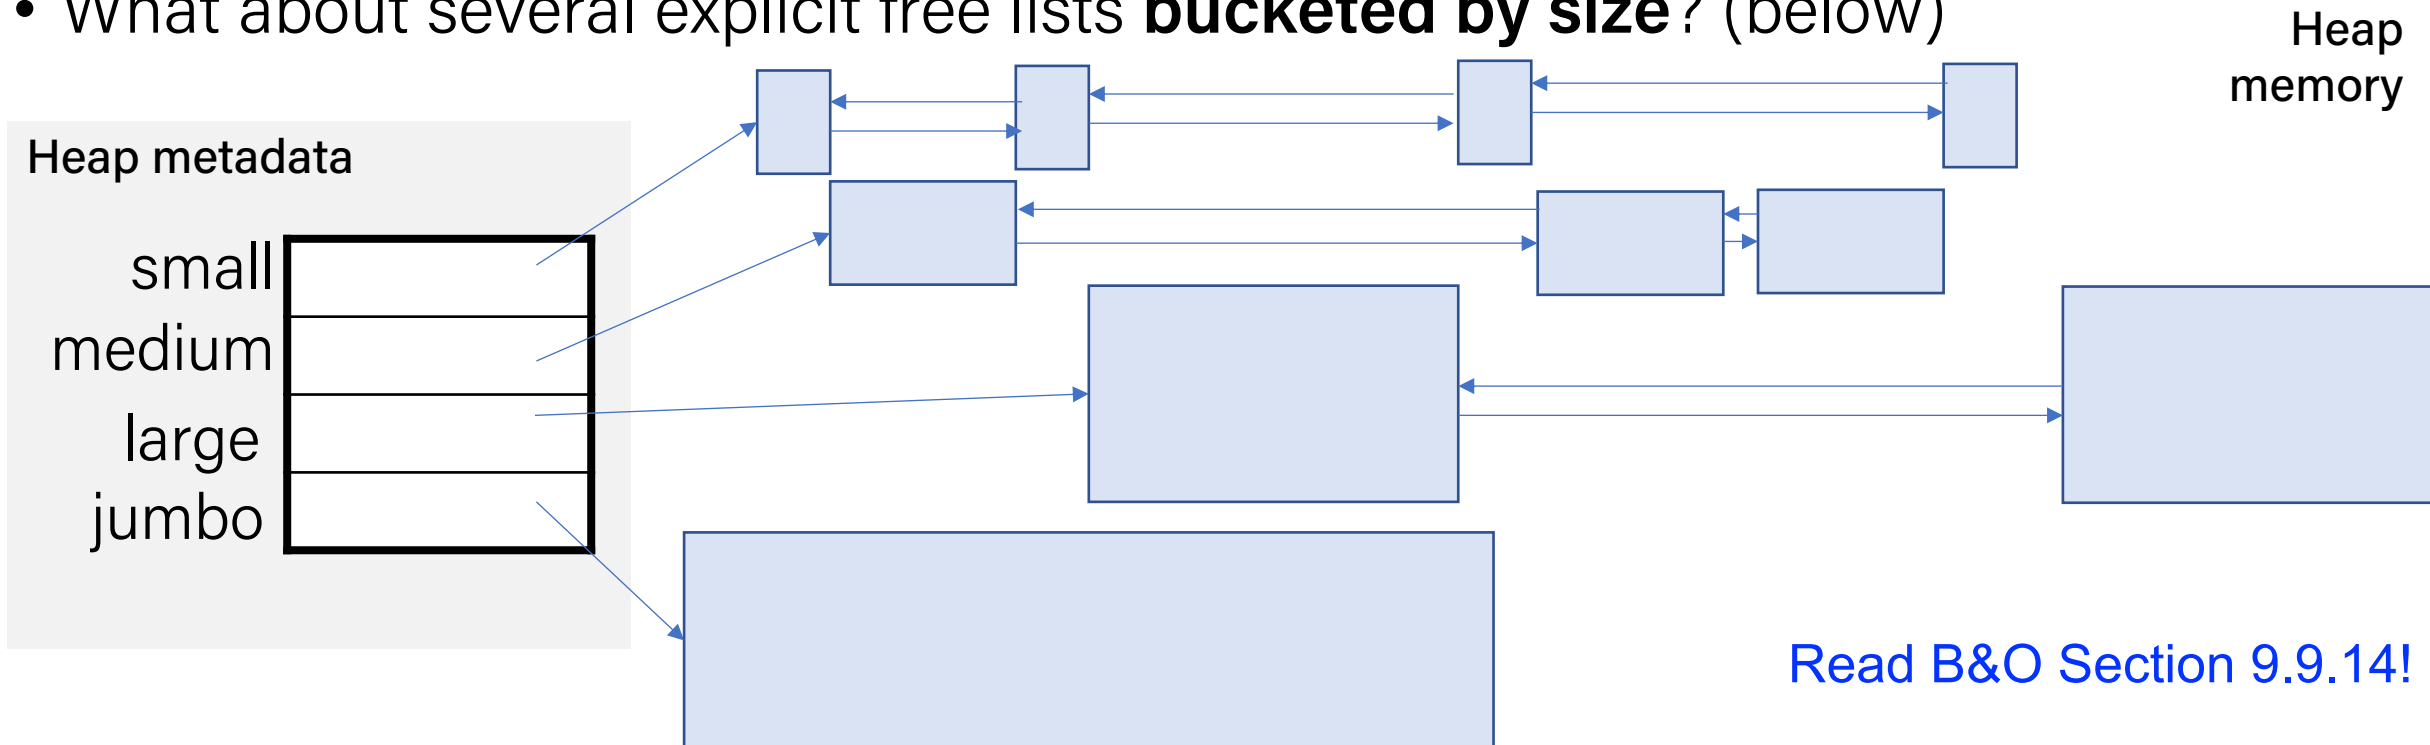 • What about several explicit free lists bucketed by size? (below)
Heap
memory
Heap metadata
small
medium
large
jumbo
Read B&O Section 9.9.14!